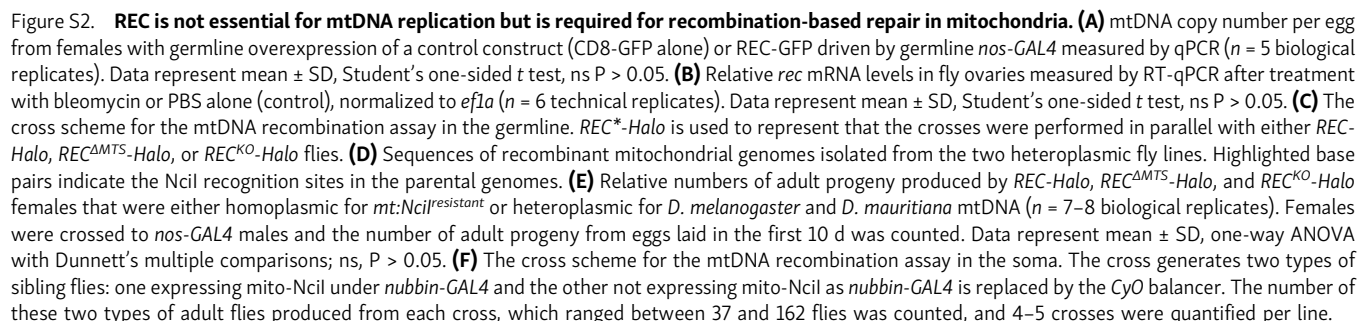 Figure S2. REC is not essential for mtDNA replication but is required for recombination-based repair in mitochondria. (A) mtDNA copy number per egg
from females with germline overexpression of a control construct (CD8-GFP alone) or REC-GFP driven by germline nos-GAL4 measured by qPCR (n = 5 biological
replicates). Data represent mean ± SD, Student's one-sided t test, ns P > 0.05. (B) Relative rec mRNA levels in fly ovaries measured by RT-qPCR after treatment
with bleomycin or PBS alone (control), normalized to ef1a (n = 6 technical replicates). Data represent mean ± SD, Student's one-sided t test, ns P > 0.05. (C) The
cross scheme for the mtDNA recombination assay in the germline. REC*-Halo is used to represent that the crosses were performed in parallel with either REC-
Halo, REC^ΔMTS-Halo, or REC^KO-Halo flies. (D) Sequences of recombinant mitochondrial genomes isolated from the two heteroplasmic fly lines. Highlighted base
pairs indicate the NciI recognition sites in the parental genomes. (E) Relative numbers of adult progeny produced by REC-Halo, REC^ΔMTS-Halo, and REC^KO-Halo
females that were either homoplasmic for mt:NciI^resistant or heteroplasmic for D. melanogaster and D. mauritiana mtDNA (n = 7–8 biological replicates). Females
were crossed to nos-GAL4 males and the number of adult progeny from eggs laid in the first 10 d was counted. Data represent mean ± SD, one-way ANOVA
with Dunnett's multiple comparisons; ns, P > 0.05. (F) The cross scheme for the mtDNA recombination assay in the soma. The cross generates two types of
sibling flies: one expressing mito-NciI under nubbin-GAL4 and the other not expressing mito-NciI as nubbin-GAL4 is replaced by the CyO balancer. The number of
these two types of adult flies produced from each cross, which ranged between 37 and 162 flies was counted, and 4–5 crosses were quantified per line.